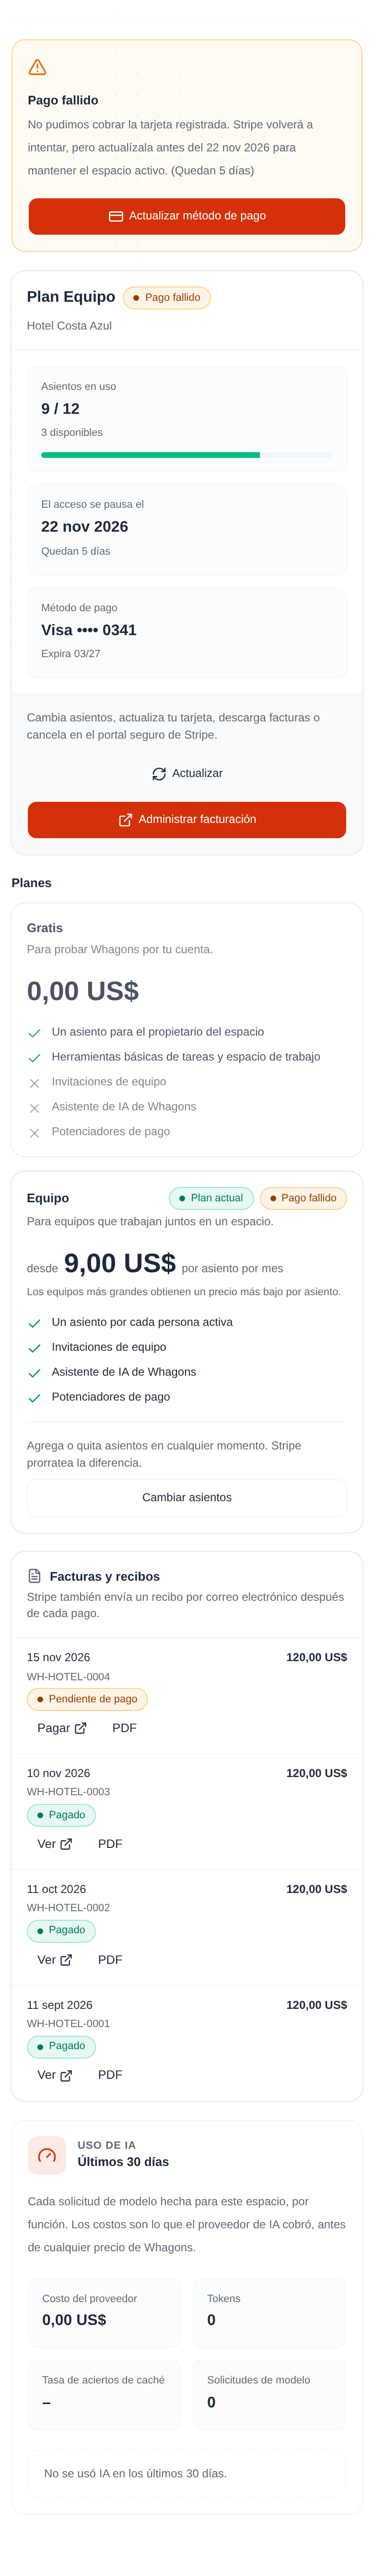 Pago fallido
No pudimos cobrar la tarjeta registrada. Stripe volverá a
intentar, pero actualízala antes del 22 nov 2026 para
mantener el espacio activo. (Quedan 5 días)
Actualizar método de pago
Plan Equipo Pago fallido
Hotel Costa Azul
Asientos en uso
9 / 12
3 disponibles
El acceso se pausa el
22 nov 2026
Quedan 5 días
Método de pago
Visa •••• 0341
Expira 03/27
Cambia asientos, actualiza tu tarjeta, descarga facturas o
cancela en el portal seguro de Stripe.
Actualizar
Administrar facturación
Planes
Gratis
Para probar Whagons por tu cuenta.
0,00 US$
Un asiento para el propietario del espacio
Herramientas básicas de tareas y espacio de trabajo
Invitaciones de equipo
Asistente de IA de Whagons
Potenciadores de pago
Equipo Plan actual Pago fallido
Para equipos que trabajan juntos en un espacio.
desde 9,00 US$ por asiento por mes
Los equipos más grandes obtienen un precio más bajo por asiento.
Un asiento por cada persona activa
Invitaciones de equipo
Asistente de IA de Whagons
Potenciadores de pago
Agrega o quita asientos en cualquier momento. Stripe
prorratea la diferencia.
Cambiar asientos
Facturas y recibos
Stripe también envía un recibo por correo electrónico después
de cada pago.
15 nov 2026 120,00 US$
WH-HOTEL-0004
Pendiente de pago
Pagar PDF
10 nov 2026 120,00 US$
WH-HOTEL-0003
Pagado
Ver PDF
11 oct 2026 120,00 US$
WH-HOTEL-0002
Pagado
Ver PDF
11 sept 2026 120,00 US$
WH-HOTEL-0001
Pagado
Ver PDF
USO DE IA
Últimos 30 días
Cada solicitud de modelo hecha para este espacio, por
función. Los costos son lo que el proveedor de IA cobró, antes
de cualquier precio de Whagons.
Costo del proveedor
0,00 US$
Tokens
0
Tasa de aciertos de caché
–
Solicitudes de modelo
0
No se usó IA en los últimos 30 días.